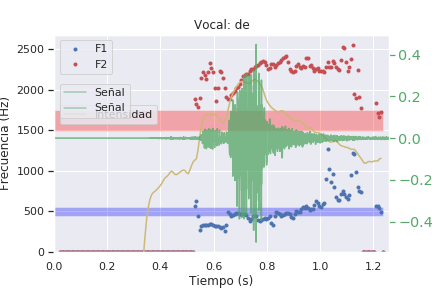 Vocal: de
F1
F2
Señal
Señal
Intensidad
Frecuencia (Hz)
2500
2000
1500
1000
500
0
0.4
0.2
0.0
−0.2
−0.4
0.0 0.2 0.4 0.6 0.8 1.0 1.2
Tiempo (s)